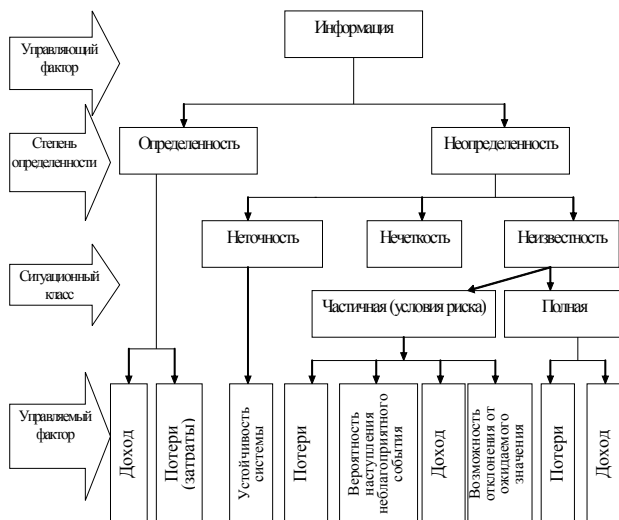 Управляющий
фактор
Информация
Степень
определенности
Определенность
Неопределенность
Неточность
Нечеткость
Неизвестность
Ситуационный
класс
Частичная (условия риска)
Полная
Управляемый
фактор
Доход
Потери
(затраты)
Устойчивость
системы
Потери
Вероятность
наступления
неблагоприятного
события
Доход
Возможность
отклонения от
ожидаемого
значения
Потери
Доход